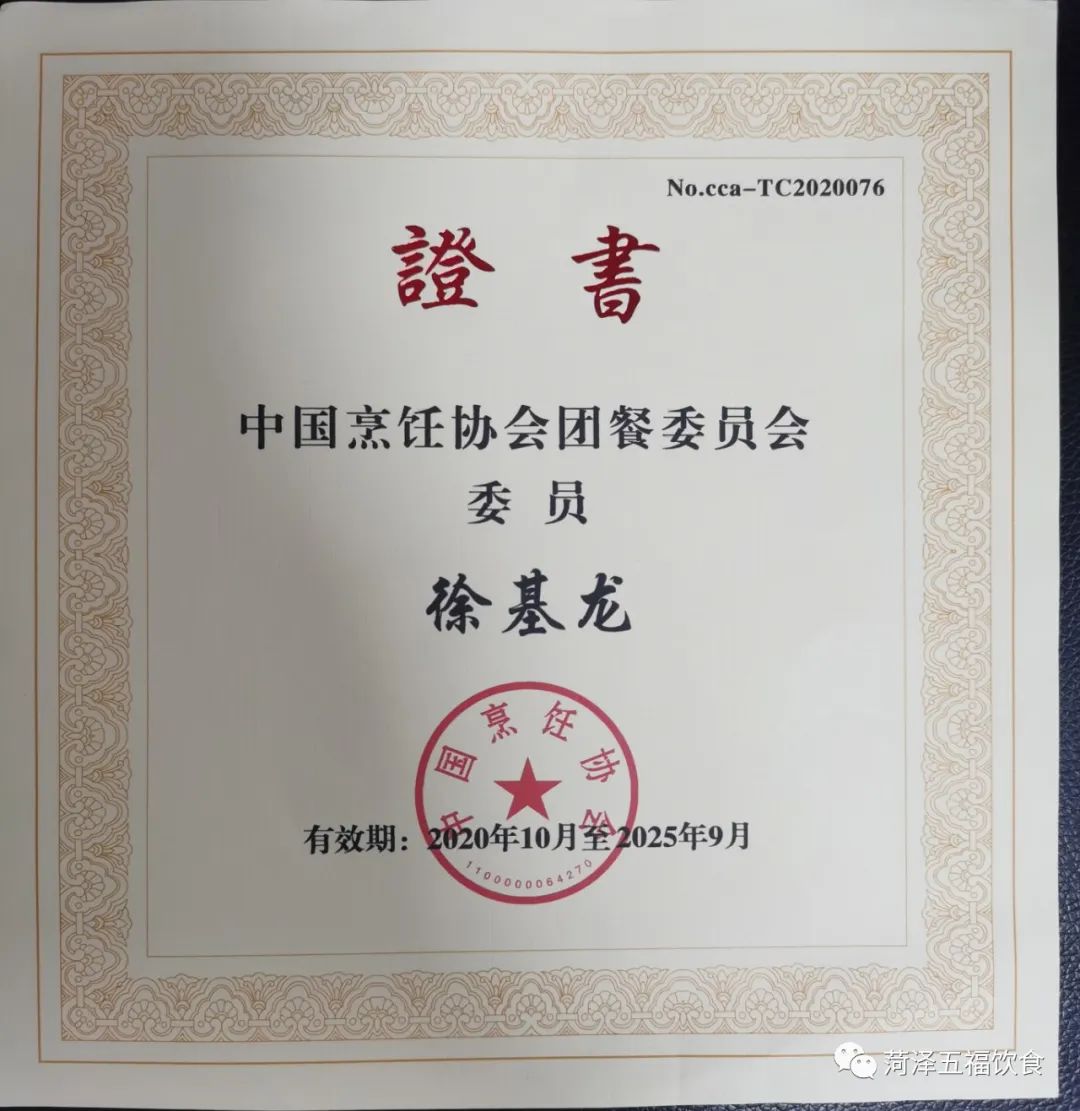 No.cca-TC2020076
證 書
中国烹饪协会团餐委员会
委 员
徐基龙
中国烹饪协会
有效期：2020年10月至2025年9月
1100000064270
菏泽五福饮食